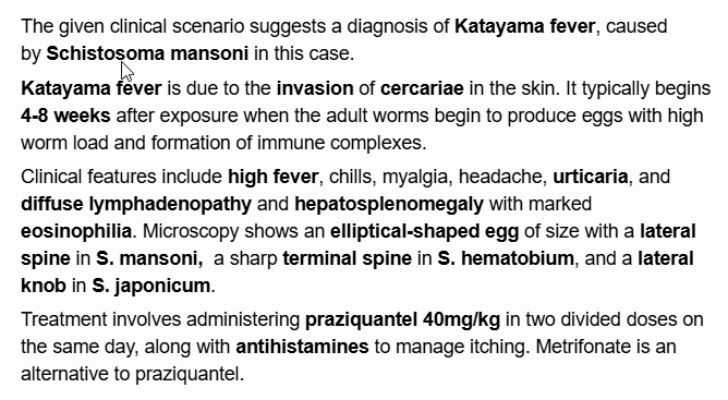 The given clinical scenario suggests a diagnosis of Katayama fever, caused
by Schistosoma mansoni in this case.
Katayama fever is due to the invasion of cercariae in the skin. It typically begins
4-8 weeks after exposure when the adult worms begin to produce eggs with high
worm load and formation of immune complexes.
Clinical features include high fever, chills, myalgia, headache, urticaria, and
diffuse lymphadenopathy and hepatosplenomegaly with marked
eosinophilia. Microscopy shows an elliptical-shaped egg of size with a lateral
spine in S. mansoni, a sharp terminal spine in S. hematobium, and a lateral
knob in S. japonicum.
Treatment involves administering praziquantel 40mg/kg in two divided doses on
the same day, along with antihistamines to manage itching. Metrifonate is an
alternative to praziquantel.